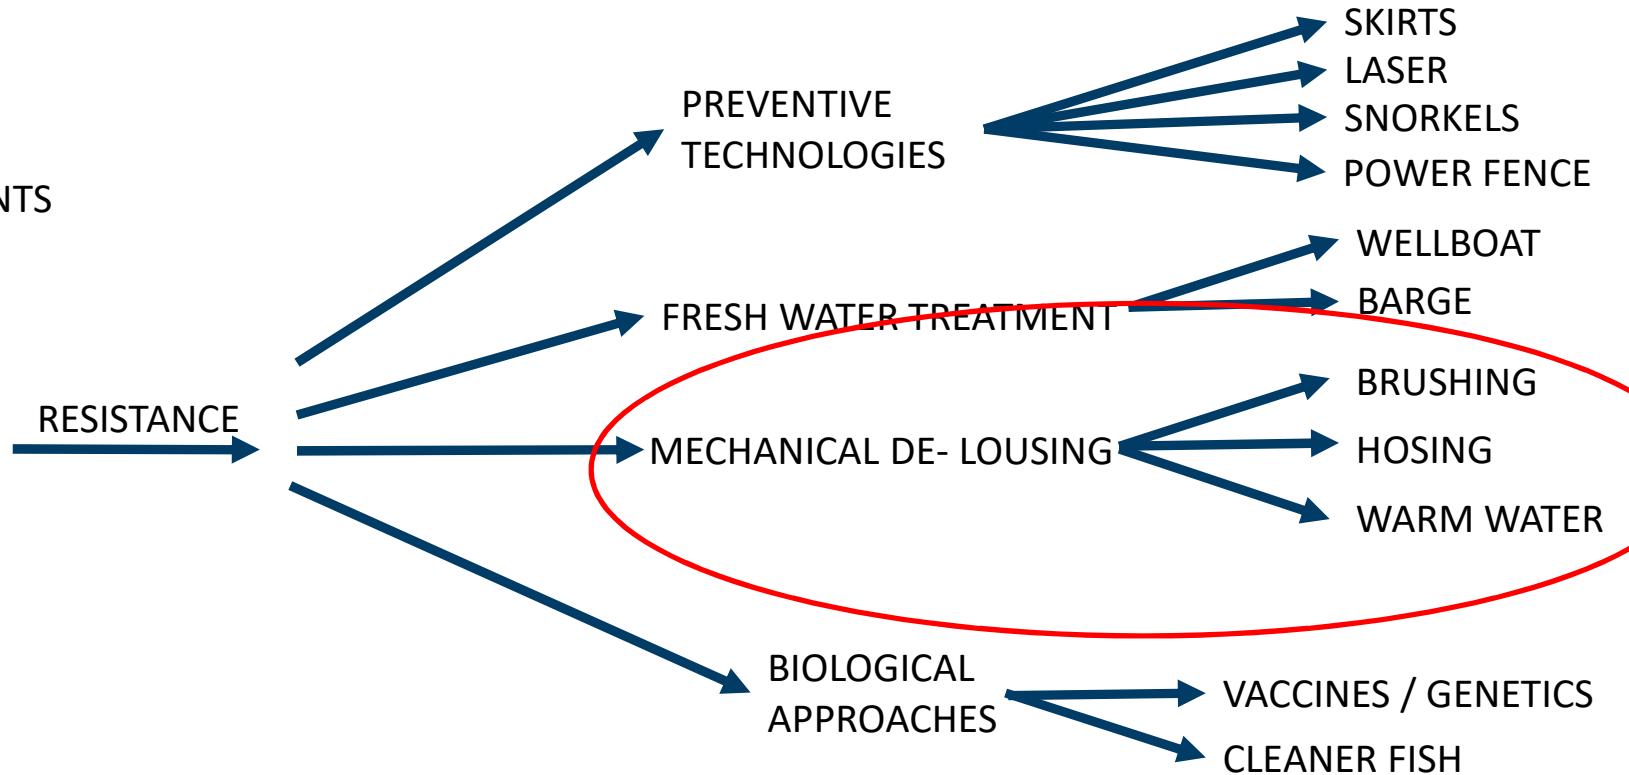 SKIRTS
LASER
PREVENTIVE
TECHNOLOGIES
SNORKELS
POWER FENCE
NTS
WELLBOAT
FRESH WATER TREATMENT
BARGE
BRUSHING
RESISTANCE
MECHANICAL DE- LOUSING
HOSING
WARM WATER
BIOLOGICAL
APPROACHES
VACCINES / GENETICS
CLEANER FISH